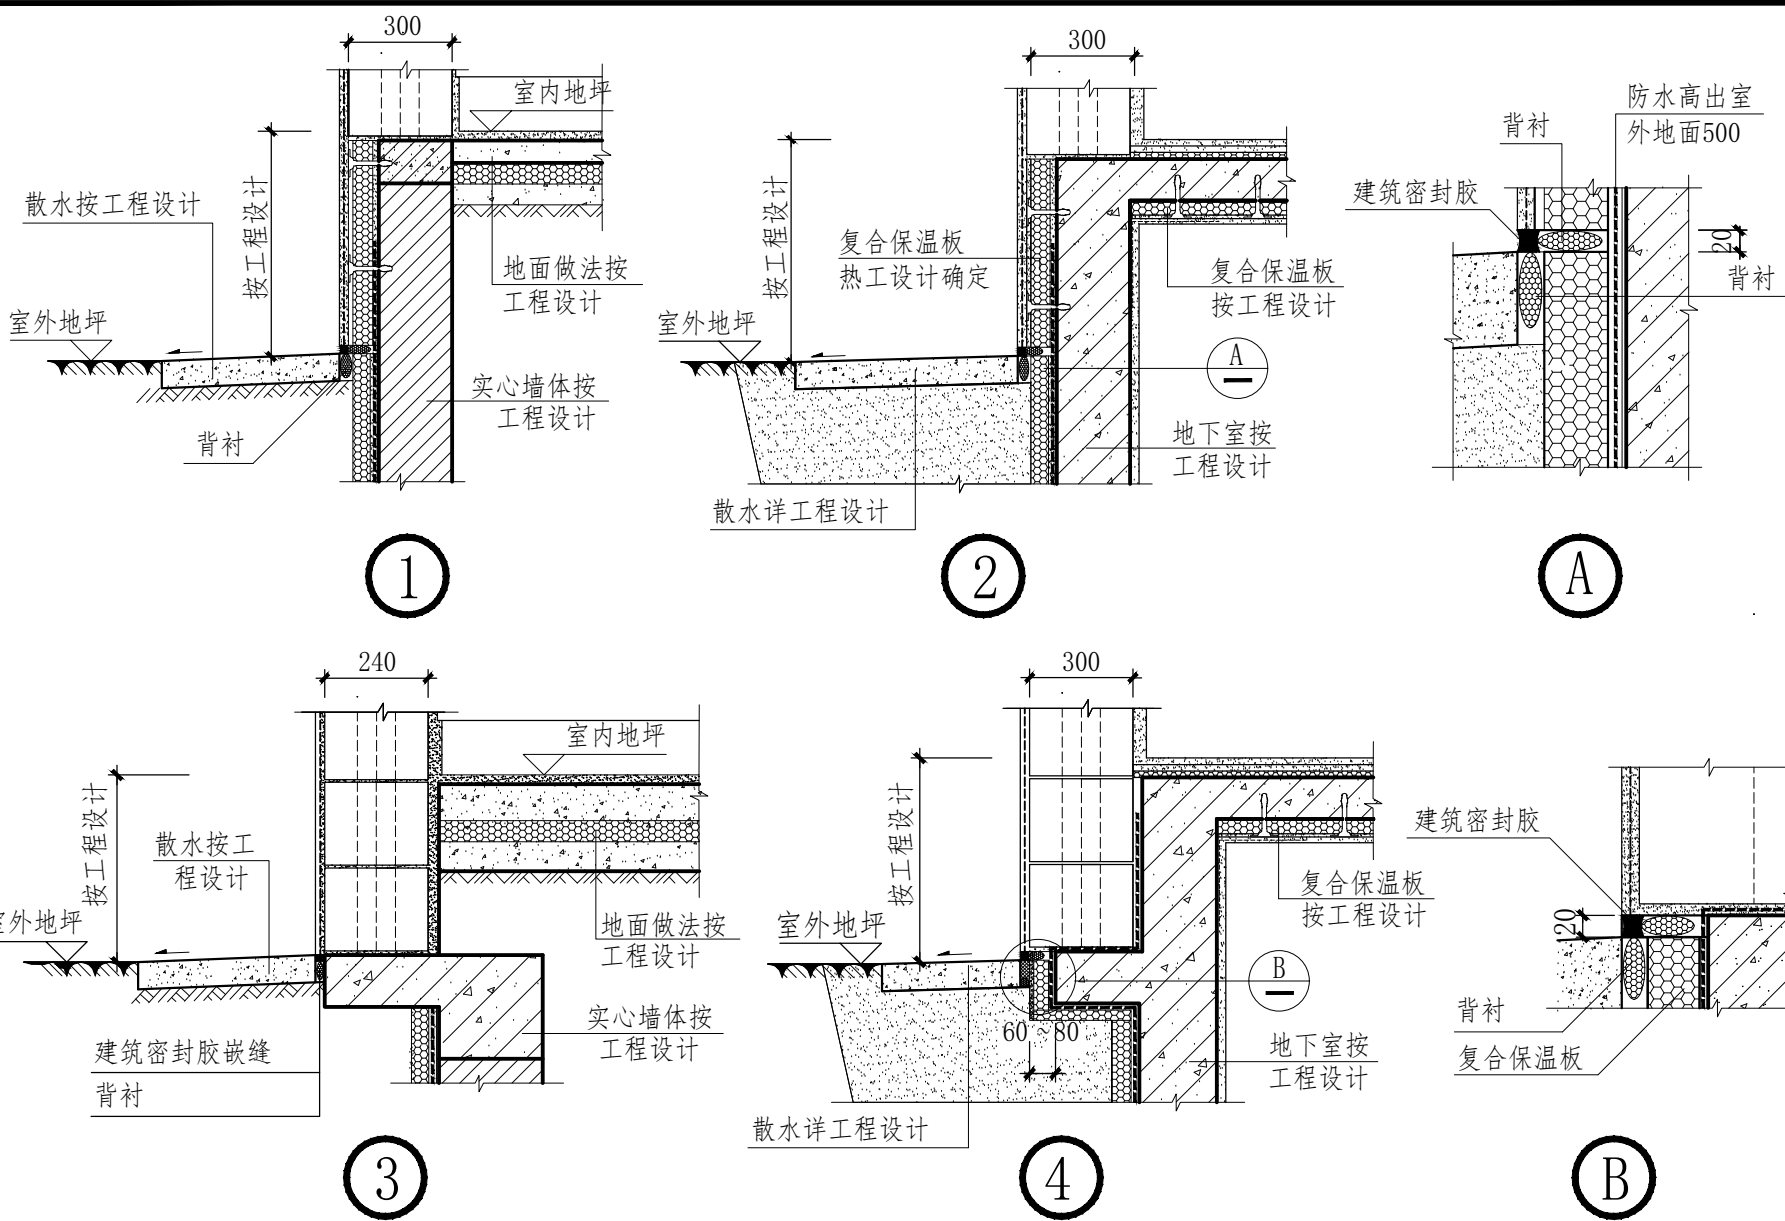 300
室内地坪
散水按工程设计
按工程设计
地面做法按
工程设计
室外地坪
实心墙体按
工程设计
背衬
1
300
按工程设计
复合保温板
热工设计确定
复合保温板
按工程设计
室外地坪
A
地下室按
工程设计
散水详工程设计
2
防水高出室
外地面500
背衬
建筑密封胶
20
背衬
A
240
室内地坪
按工程设计
散水按工
程设计
室外地坪
地面做法按
工程设计
实心墙体按
工程设计
建筑密封胶嵌缝
背衬
3
300
按工程设计
复合保温板
按工程设计
室外地坪
B
60~80
地下室按
工程设计
散水详工程设计
4
建筑密封胶
20
背衬
复合保温板
B